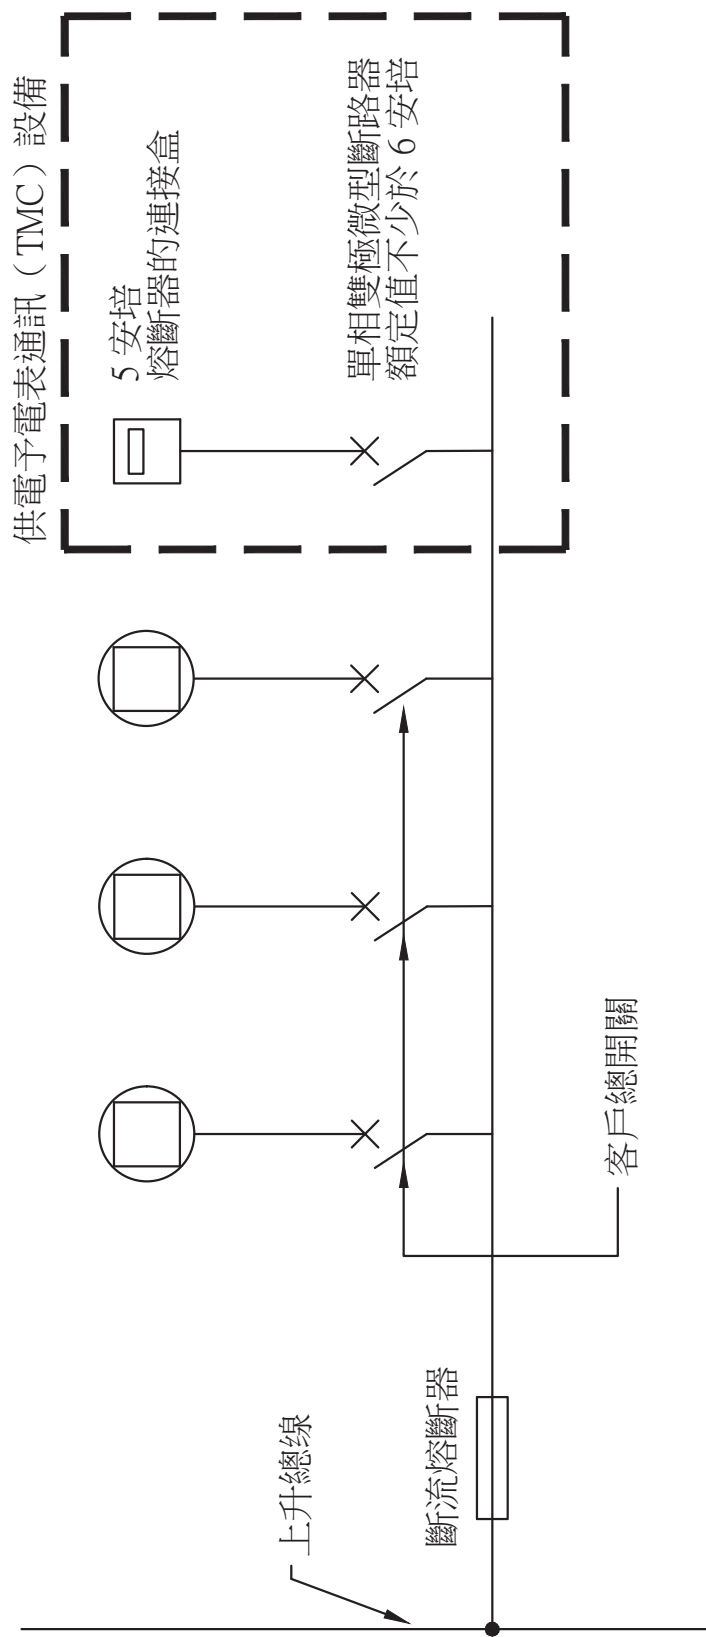 供電予電表通訊（TMC）設備
5 安培
熔斷器的連接盒
單相雙極微型斷路器
額定值不少於 6 安培
客戶總開關
上升總線
斷流熔斷器